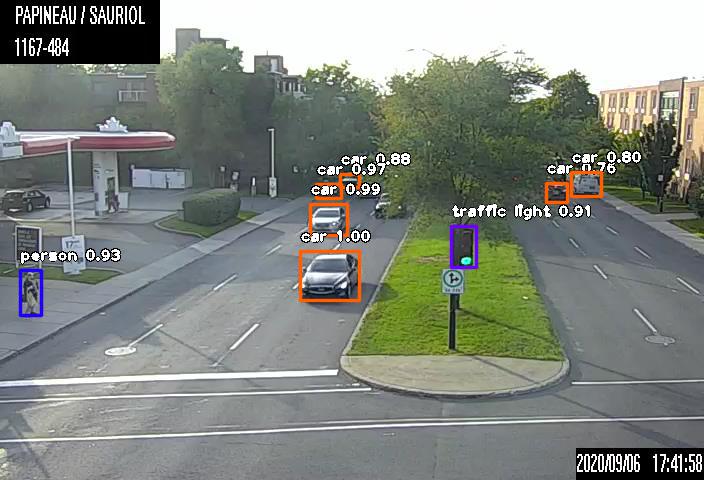 PAPINEAU / SAURIOL
1167-484
car 0.88
car 0.97
car 0.99
car 1.00
car 0.80
car 0.76
traffic light 0.91
person 0.93
17
2020/09/06 17:41:58